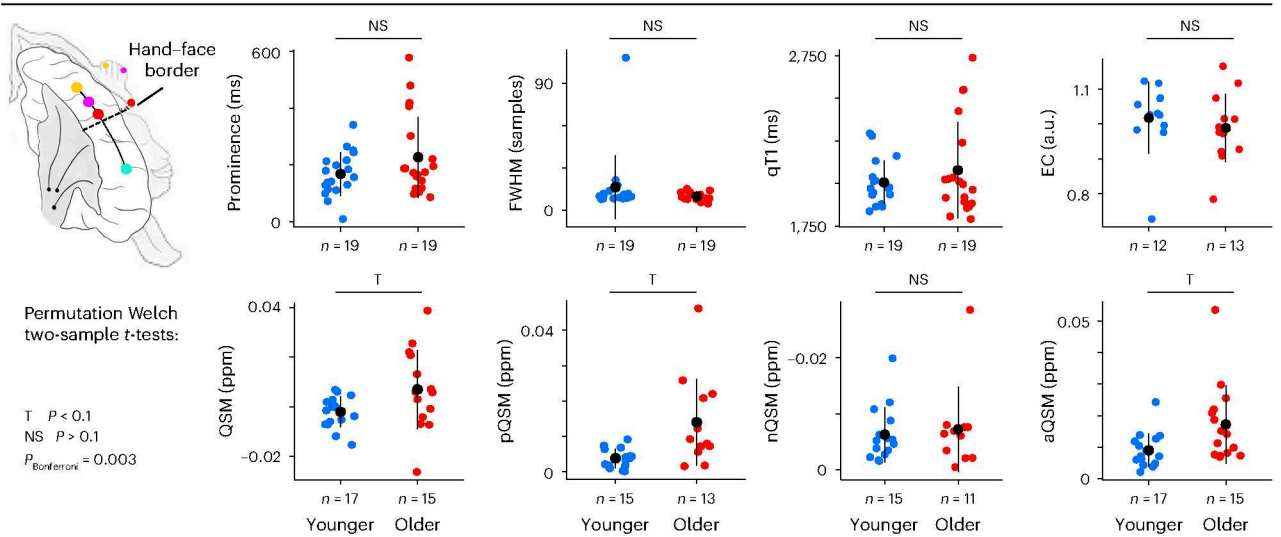 Hand–face
border
NS
600
0
Prominence (ms)
n = 19
n = 19
NS
90
0
FWHM (samples)
n = 19
n = 19
NS
2,750
1,750
qT1 (ms)
n = 19
n = 19
NS
1.1
0.8
EC (a.u.)
n = 12
n = 13
Permutation Welch
two-sample t-tests:
T P < 0.1
NS P > 0.1
PBonferroni = 0.003
T
0.04
−0.02
QSM (ppm)
n = 17
n = 15
Younger
Older
T
0.04
0
pQSM (ppm)
n = 15
n = 13
Younger
Older
NS
−0.02
0
nQSM (ppm)
n = 15
n = 11
Younger
Older
T
0.05
0
aQSM (ppm)
n = 17
n = 15
Younger
Older